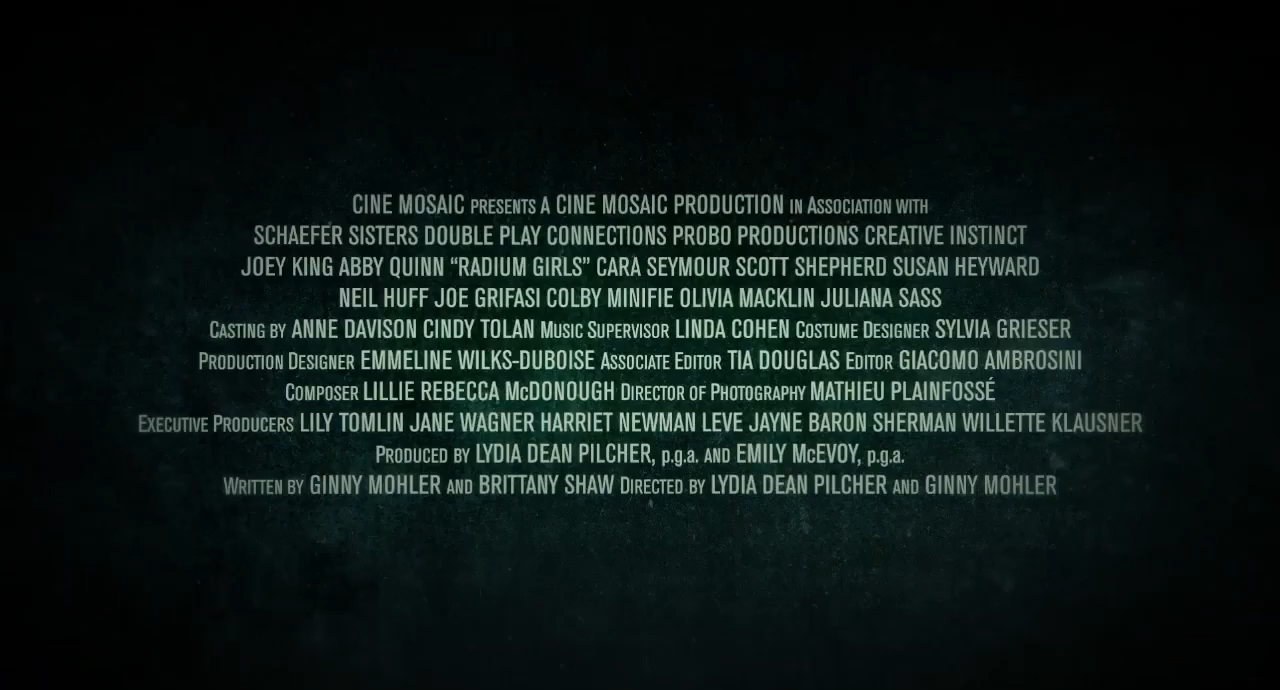 CINE MOSAIC PRESENTS A CINE MOSAIC PRODUCTION IN ASSOCIATION WITH
SCHAEFER SISTERS DOUBLE PLAY CONNECTIONS PROBO PRODUCTIONS CREATIVE INSTINCT
JOEY KING ABBY QUINN “RADIUM GIRLS” CARA SEYMOUR SCOTT SHEPHERD SUSAN HEYWARD
NEIL HUFF JOE GRIFASI COLBY MINIFIE OLIVIA MACKLIN JULIANA SASS
CASTING BY ANNE DAVISON CINDY TOLAN MUSIC SUPERVISOR LINDA COHEN COSTUME DESIGNER SYLVIA GRIESER
PRODUCTION DESIGNER EMMELINE WILKS-DUBOISE ASSOCIATE EDITOR TIA DOUGLAS EDITOR GIACOMO AMBROSINI
COMPOSER LILLIE REBECCA McDONOUGH DIRECTOR OF PHOTOGRAPHY MATHIEU PLAINFOSSÉ
EXECUTIVE PRODUCERS LILY TOMLIN JANE WAGNER HARRIET NEWMAN LEVE JAYNE BARON SHERMAN WILLETTE KLAUSNER
PRODUCED BY LYDIA DEAN PILCHER, p.g.a. AND EMILY McEVOY, p.g.a.
WRITTEN BY GINNY MOHLER AND BRITTANY SHAW DIRECTED BY LYDIA DEAN PILCHER AND GINNY MOHLER